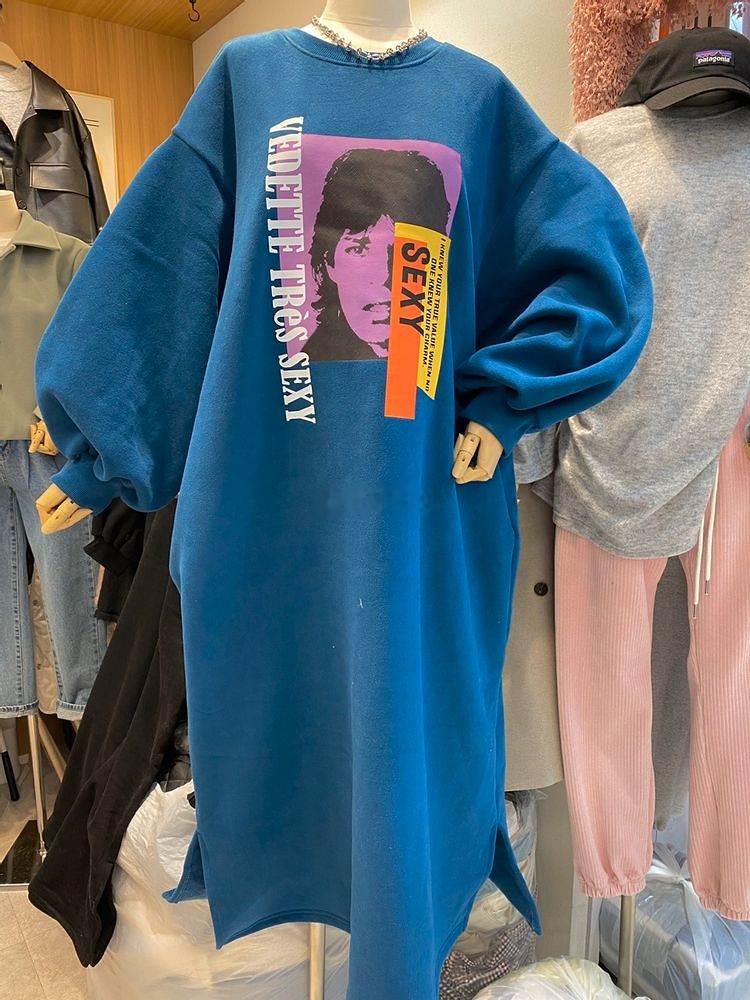 VEDETTE TRèS SEXY
SEXY
I KNEW YOUR TRUE VALUE WHEN NO
ONE KNEW YOUR CHARM.
patagonia